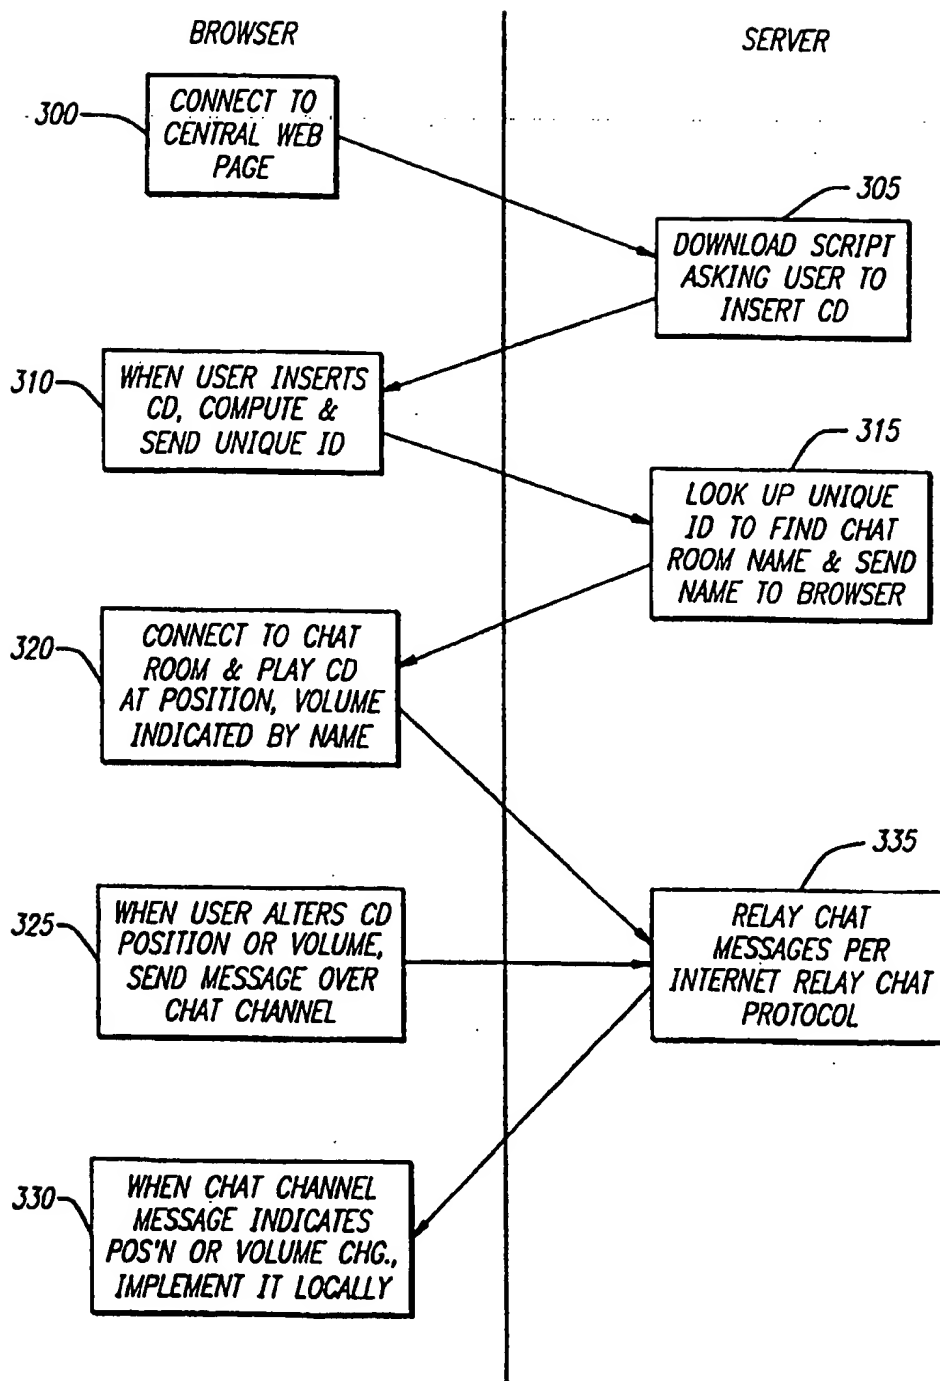 BROWSER
SERVER
300
CONNECT TO
CENTRAL WEB
PAGE
305
DOWNLOAD SCRIPT
ASKING USER TO
INSERT CD
310
WHEN USER INSERTS
CD, COMPUTE &
SEND UNIQUE ID
315
LOOK UP UNIQUE
ID TO FIND CHAT
ROOM NAME & SEND
NAME TO BROWSER
320
CONNECT TO CHAT
ROOM & PLAY CD
AT POSITION, VOLUME
INDICATED BY NAME
325
WHEN USER ALTERS CD
POSITION OR VOLUME,
SEND MESSAGE OVER
CHAT CHANNEL
335
RELAY CHAT
MESSAGES PER
INTERNET RELAY CHAT
PROTOCOL
330
WHEN CHAT CHANNEL
MESSAGE INDICATES
POS'N OR VOLUME CHG.,
IMPLEMENT IT LOCALLY